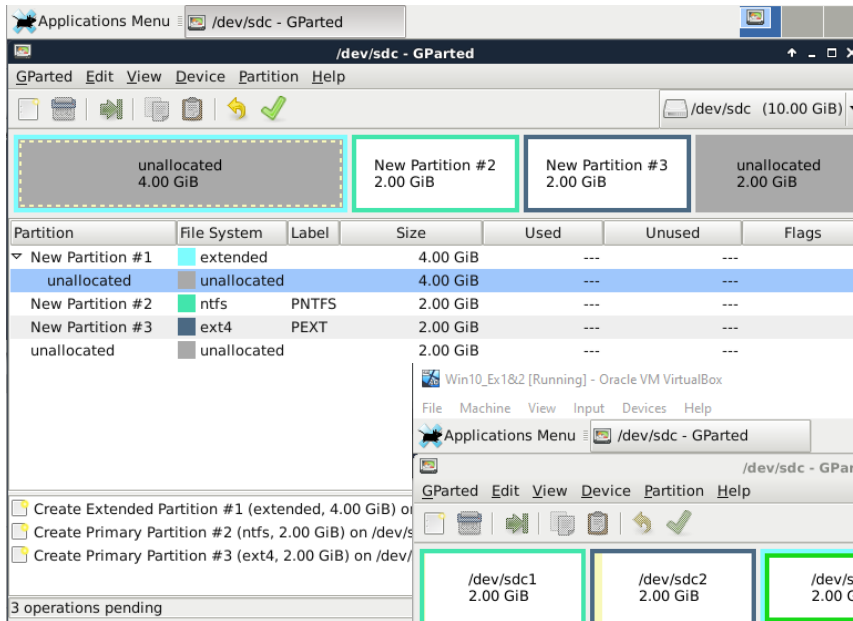 Applications Menu /dev/sdc - GParted
/dev/sdc - GParted
GParted Edit View Device Partition Help
/dev/sdc (10.00 GiB)
unallocated
4.00 GiB
New Partition #2
2.00 GiB
New Partition #3
2.00 GiB
unallocated
2.00 GiB
Partition File System Label Size Used Unused Flags
New Partition #1 extended 4.00 GiB --- ---
unallocated unallocated 4.00 GiB --- ---
New Partition #2 ntfs PNTFS 2.00 GiB --- ---
New Partition #3 ext4 PEXT 2.00 GiB --- ---
unallocated unallocated 2.00 GiB --- ---
Create Extended Partition #1 (extended, 4.00 GiB) o
Create Primary Partition #2 (ntfs, 2.00 GiB) on /dev/s
Create Primary Partition #3 (ext4, 2.00 GiB) on /dev/
3 operations pending
Win10_Ex1&2 [Running] - Oracle VM VirtualBox
File Machine View Input Devices Help
Applications Menu /dev/sdc - GParted
/dev/sdc - GPar
GParted Edit View Device Partition Help
/dev/sdc1
2.00 GiB
/dev/sdc2
2.00 GiB
/dev/s
2.00 G